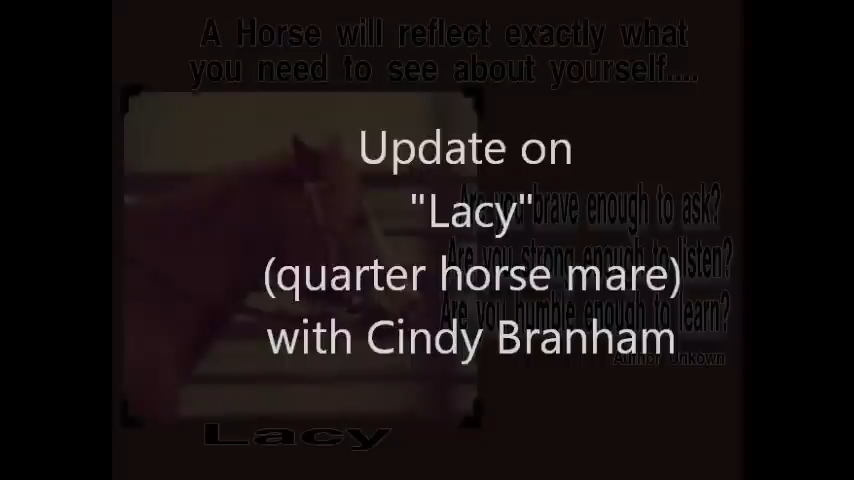 A Horse will reflect exactly what
you need to see about yourself....
Update on
"Lacy"
(quarter horse mare)
with Cindy Branham
Are you brave enough to ask?
Are you strong enough to listen?
Are you humble enough to learn?
Author Unkown
Lacy